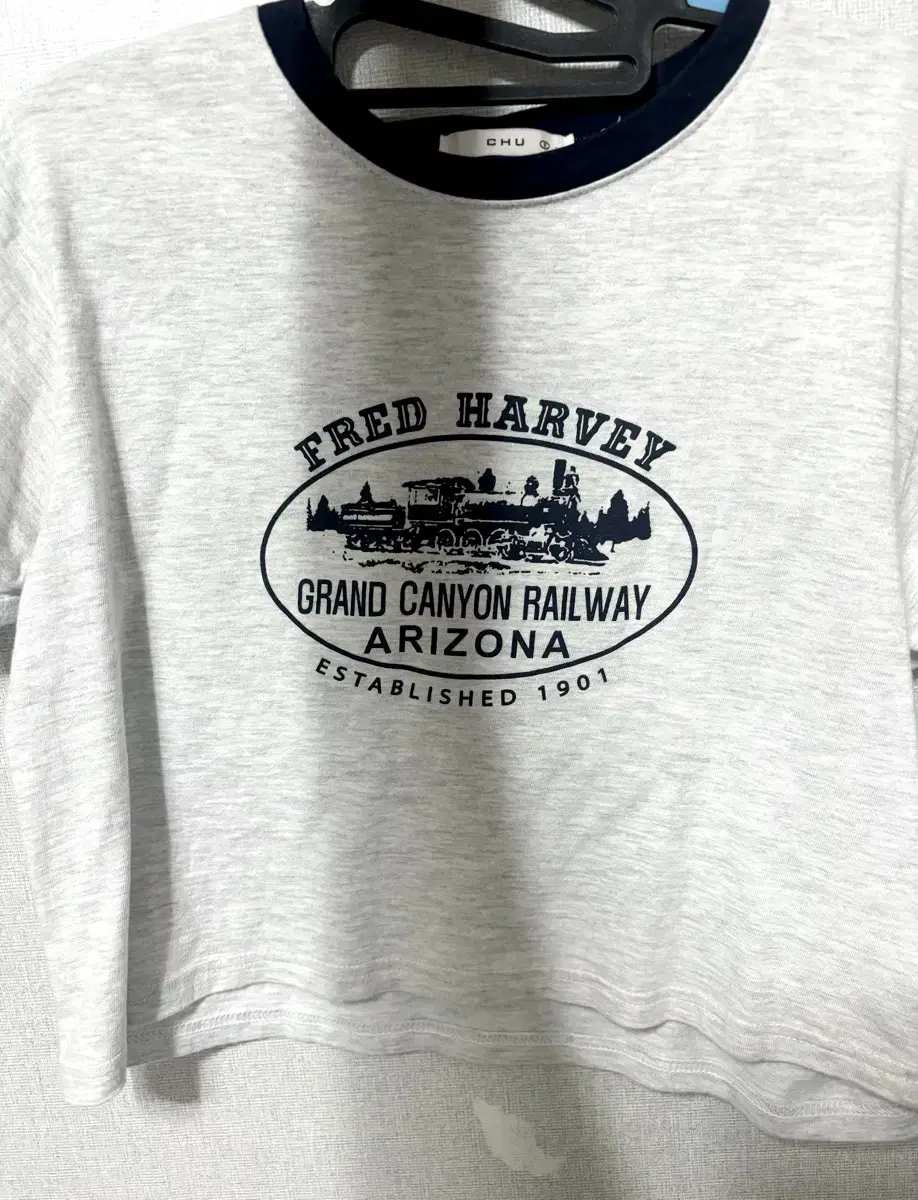 CHU
FRED HARVEY
GRAND CANYON RAILWAY
ARIZONA
ESTABLISHED 1901